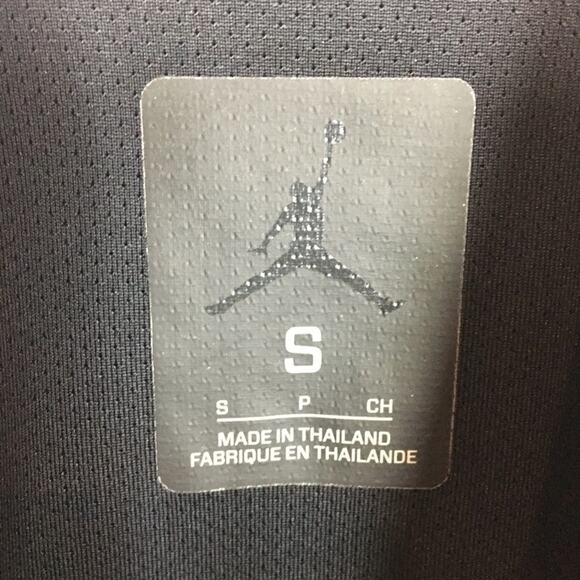 S
S P CH
MADE IN THAILAND
FABRIQUE EN THAILANDE